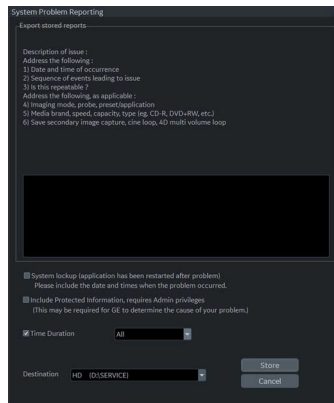 System Problem Reporting
Export stored reports
Description of issue :
Address the following :
1) Date and time of occurrence
2) Sequence of events leading to issue
3) Is this repeatable ?
Address the following, as applicable :
4) Imaging mode, probe, preset/application
5) Media brand, speed, capacity, type (eg. CD-R, DVD+RW, etc.)
6) Save secondary image capture, cine loop, 4D multi volume loop
System lockup (application has been restarted after problem)
Please include the date and times when the problem occurred.
Include Protected Information, requires Admin privileges
(This may be required for GE to determine the cause of your problem.)
Time Duration All
Destination HD (D:\SERVICE)
Store
Cancel